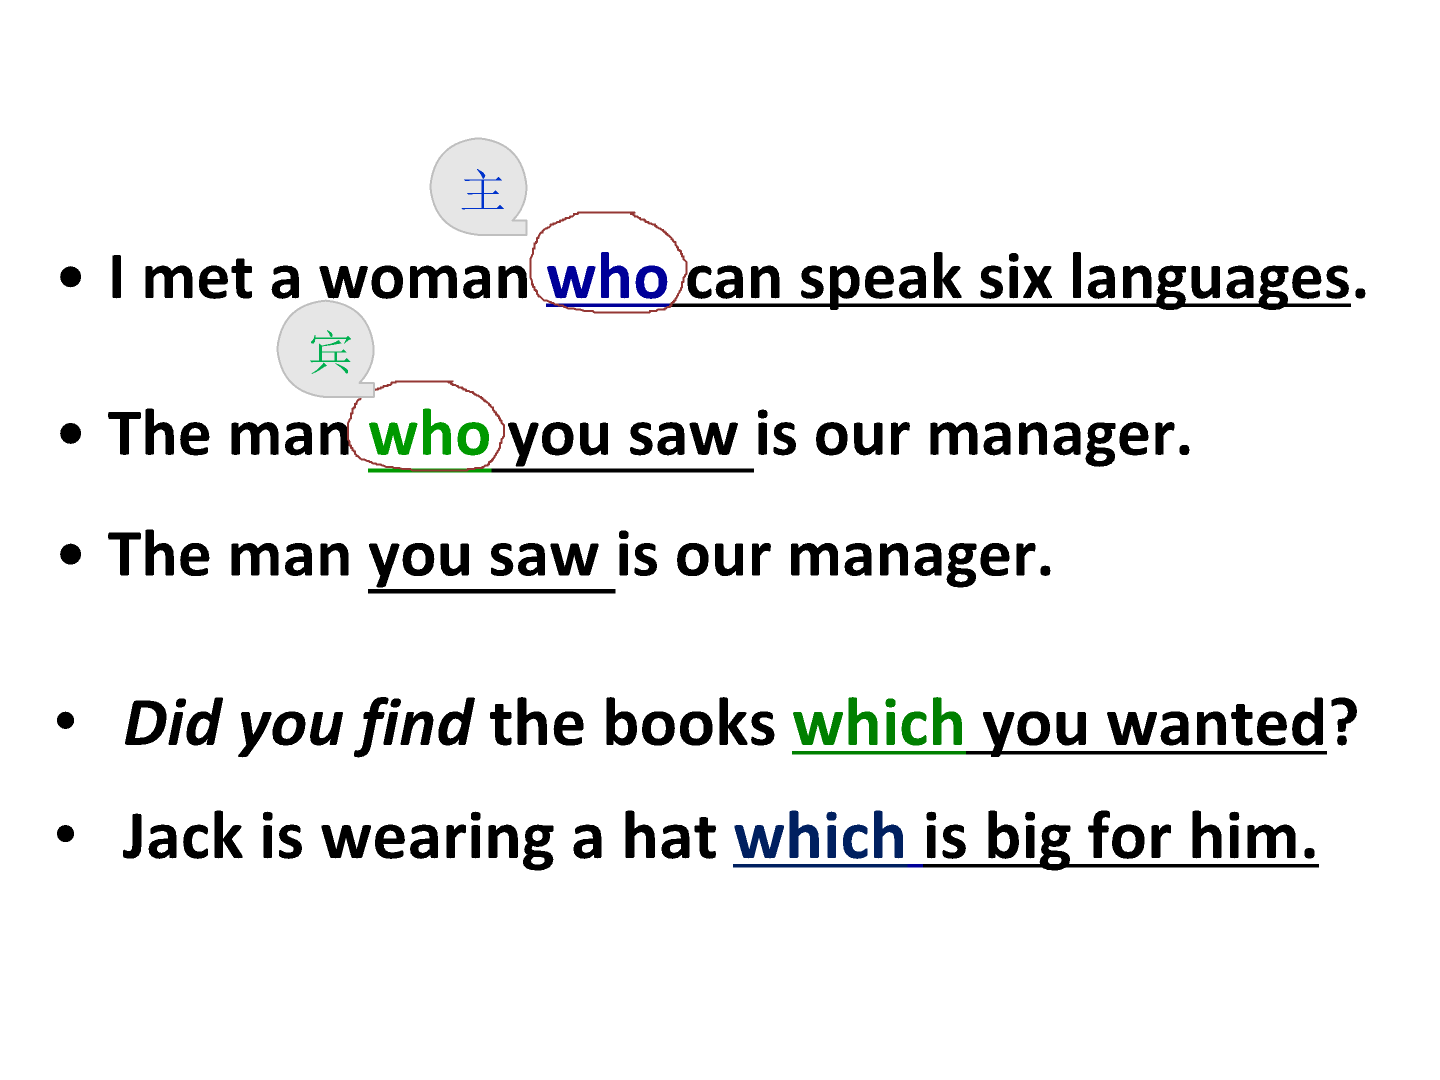 主
• I met a woman who can speak six languages.
宾
• The man who you saw is our manager.
• The man you saw is our manager.
• Did you find the books which you wanted?
• Jack is wearing a hat which is big for him.